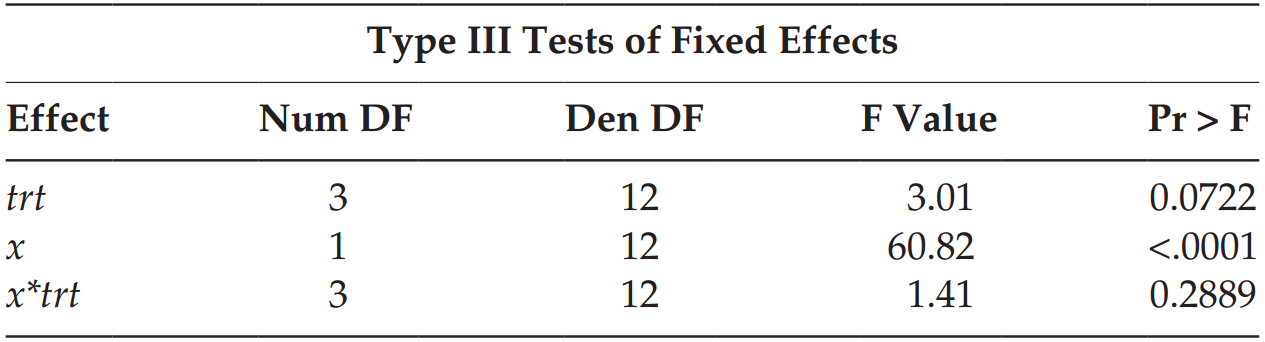 Type III Tests of Fixed Effects
Effect Num DF Den DF F Value Pr > F
trt 3 12 3.01 0.0722
x 1 12 60.82 <.0001
x*trt 3 12 1.41 0.2889